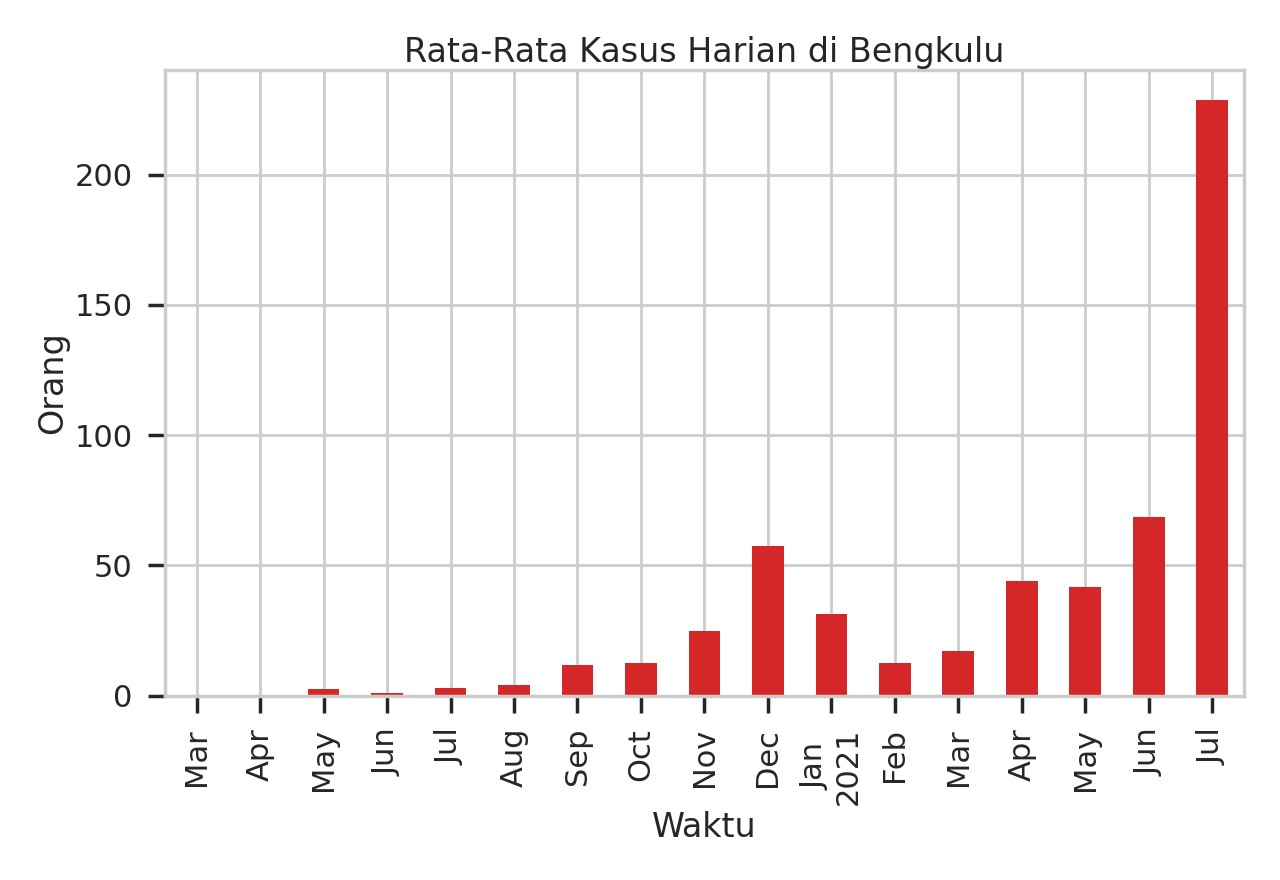 Rata-Rata Kasus Harian di Bengkulu
Orang
200
150
100
50
0
Mar
Apr
May
Jun
Jul
Aug
Sep
Oct
Nov
Dec
Jan
2021
Feb
Mar
Apr
May
Jun
Jul
Waktu